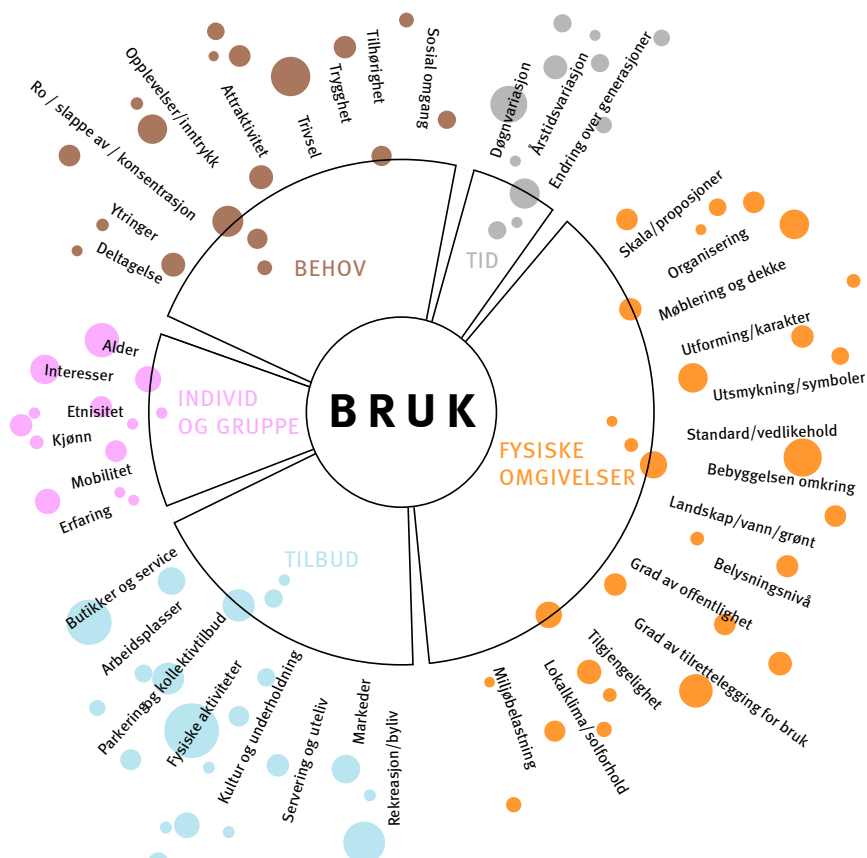 BRUK
BEHOV
Deltagelse
Ytringer
Ro / slappe av / konsentrasjon
Opplevelser/inntrykk
Attraktivitet
Trivsel
Trygghet
Tilhørighet
Sosial omgang
TID
Døgnvariasjon
Årstidsvariasjon
Endring over generasjoner
FYSISKE
OMGIVELSER
Skala/proposjoner
Organisering
Møblering og dekke
Utforming/karakter
Utsmykning/symboler
Standard/vedlikehold
Bebyggelsen omkring
Landskap/vann/grønt
Belysningsnivå
Grad av offentlighet
Grad av tilrettelegging for bruk
Tilgjengelighet
Lokalklima/solforhold
Miljøbelastning
TILBUD
Rekreasjon/byliv
Markeder
Servering og uteliv
Kultur og underholdning
Fysiske aktiviteter
Parkering og kollektivtilbud
Arbeidsplasser
Butikker og service
INDIVID
OG GRUPPE
Erfaring
Mobilitet
Kjønn
Etnisitet
Interesser
Alder